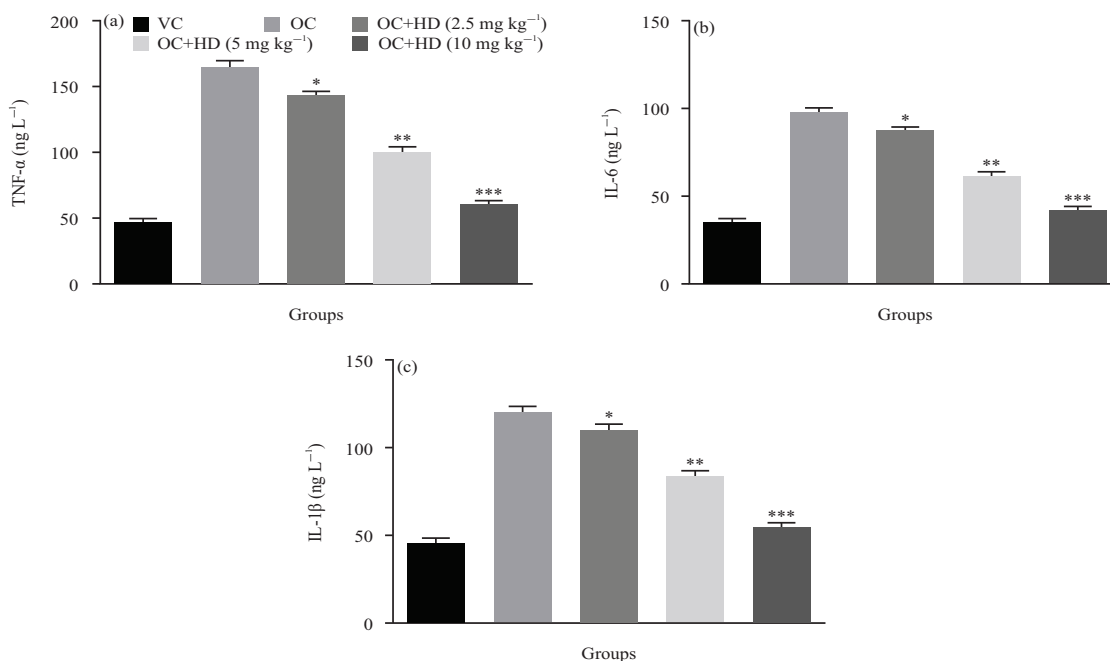 (a)
VC OC OC+HD (2.5 mg kg⁻¹)
OC+HD (5 mg kg⁻¹) OC+HD (10 mg kg⁻¹)
TNF-α (ng L⁻¹)
200
150
100
50
0
*
**
***
Groups
(b)
IL-6 (ng L⁻¹)
150
100
50
0
*
**
***
Groups
(c)
IL-1β (ng L⁻¹)
150
100
50
0
*
**
***
Groups